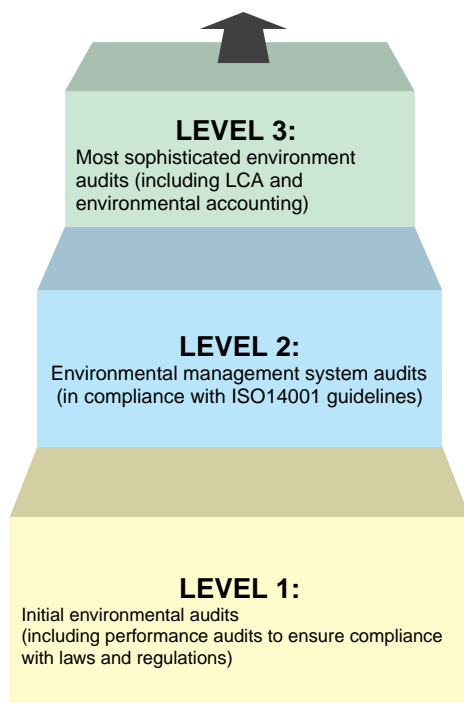 LEVEL 3:
Most sophisticated environment
audits (including LCA and
environmental accounting)
LEVEL 2:
Environmental management system audits
(in compliance with ISO14001 guidelines)
LEVEL 1:
Initial environmental audits
(including performance audits to ensure compliance
with laws and regulations)